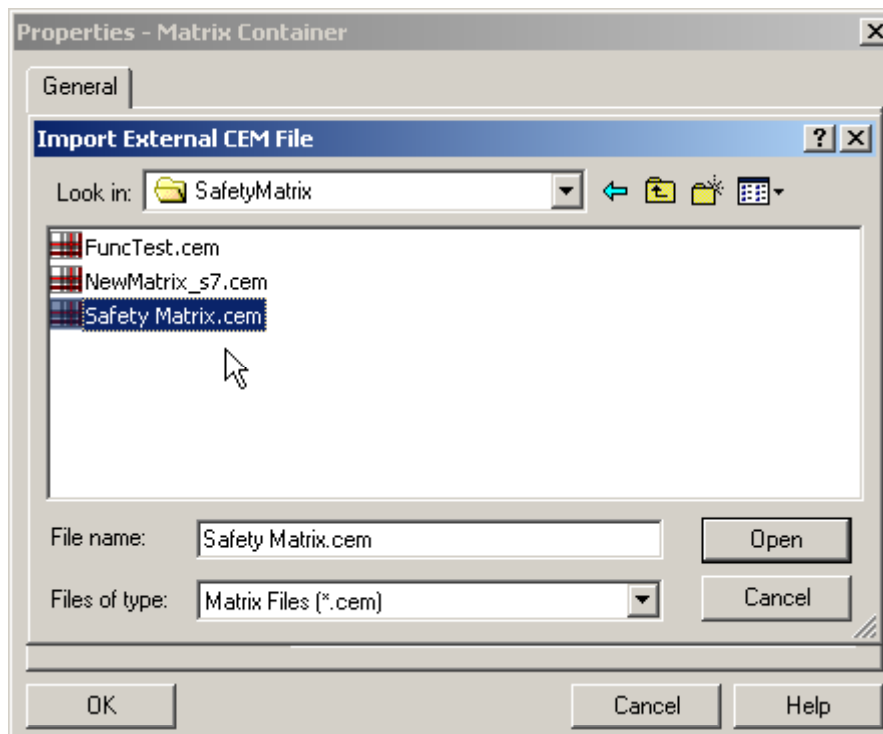 Properties - Matrix Container
General
Import External CEM File
Look in: SafetyMatrix
FuncTest.cem
NewMatrix_s7.cem
Safety Matrix.cem
File name: Safety Matrix.cem Open
Files of type: Matrix Files (*.cem) Cancel
OK Cancel Help